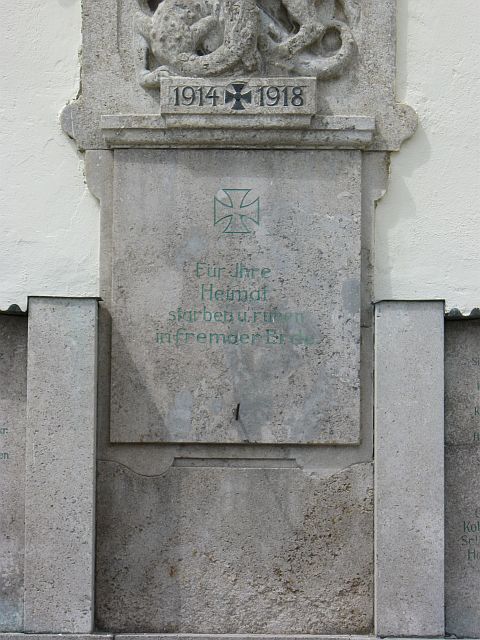 1914 1918
Für Ihre
Heimat
starben u. ruhen
in fremder Erde